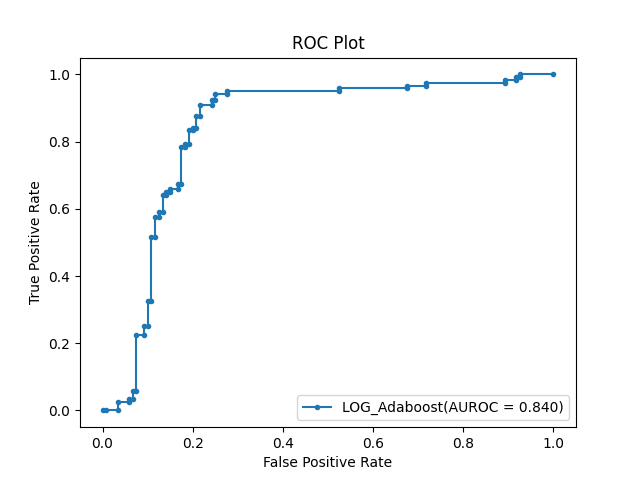 ROC Plot
True Positive Rate
1.0
0.8
0.6
0.4
0.2
0.0
LOG_Adaboost(AUROC = 0.840)
0.0 0.2 0.4 0.6 0.8 1.0
False Positive Rate